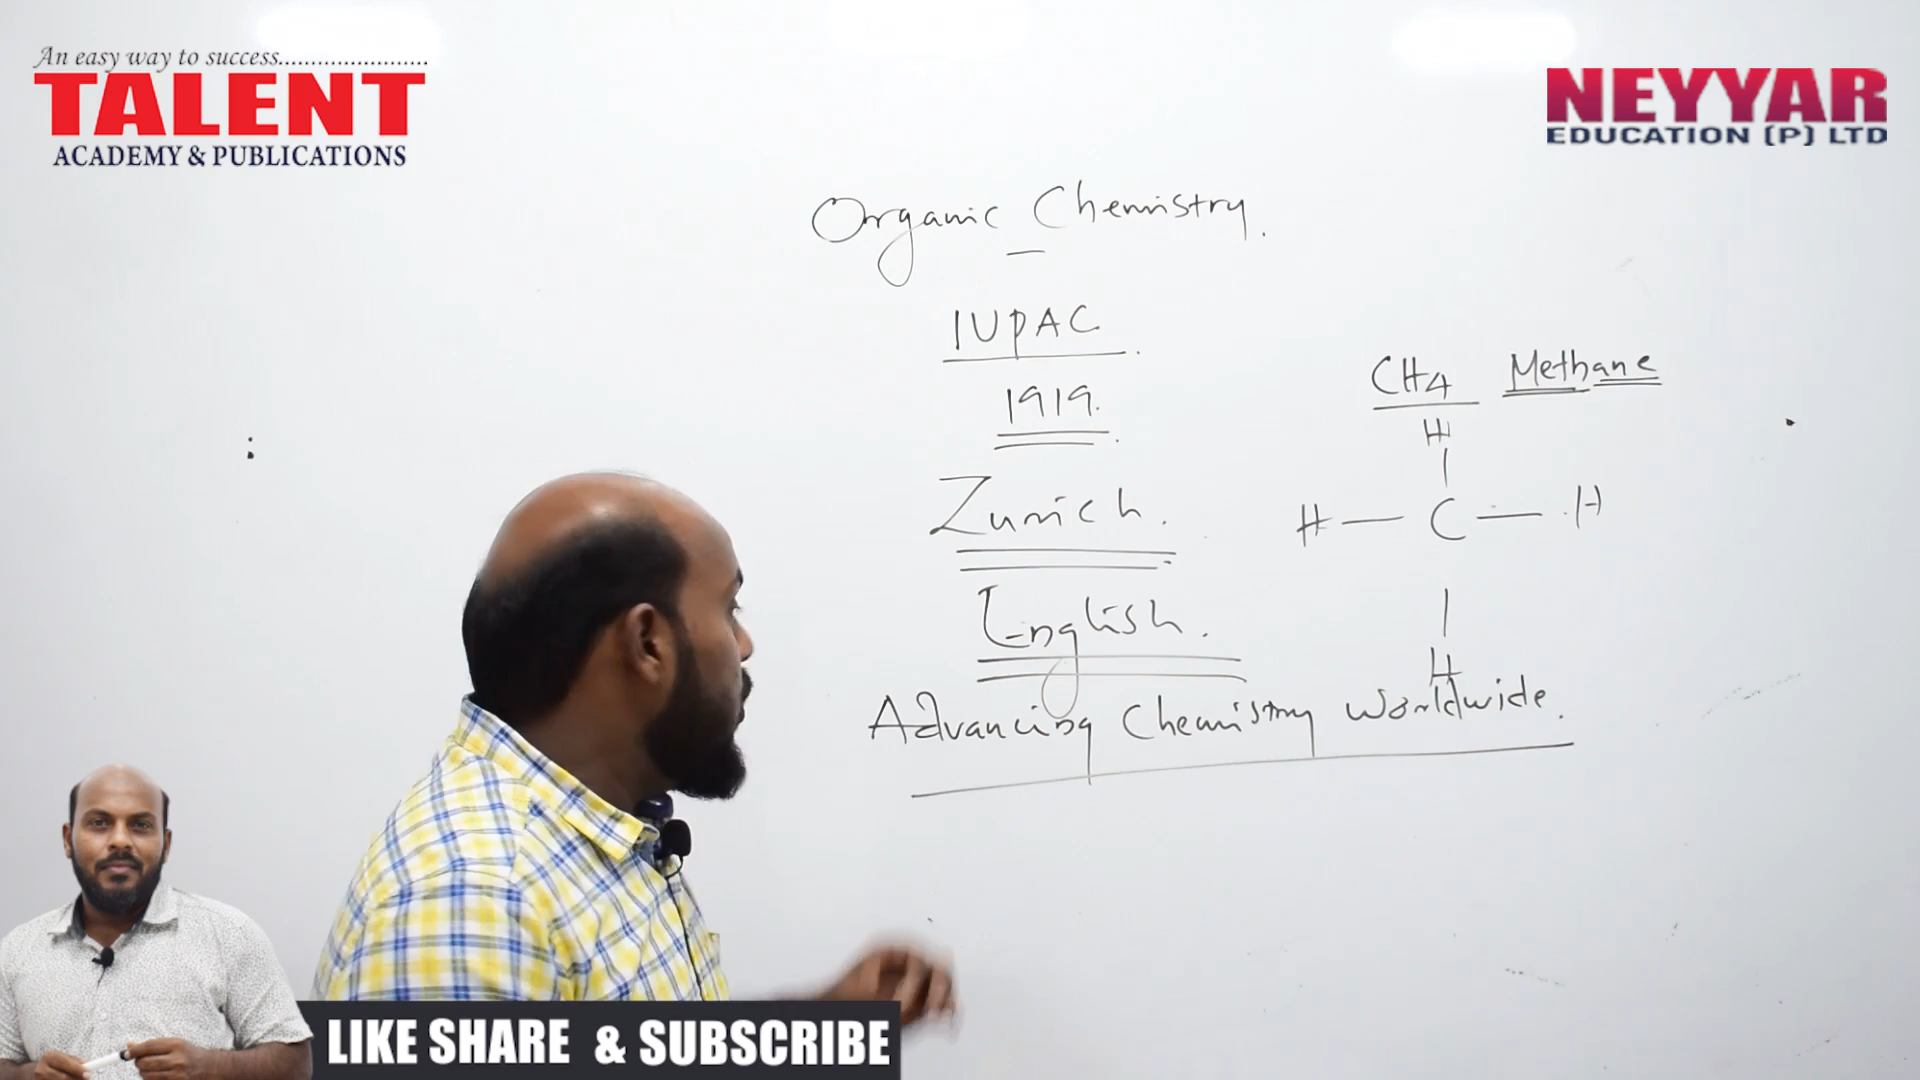 An easy way to success.......................
TALENT
ACADEMY & PUBLICATIONS
NEYYAR
EDUCATION (P) LTD
Organic Chemistry.
IUPAC
1919.
Zurich.
English.
Advancing Chemistry Worldwide.
CH4 Methane
H
H — C — H
H
LIKE SHARE & SUBSCRIBE